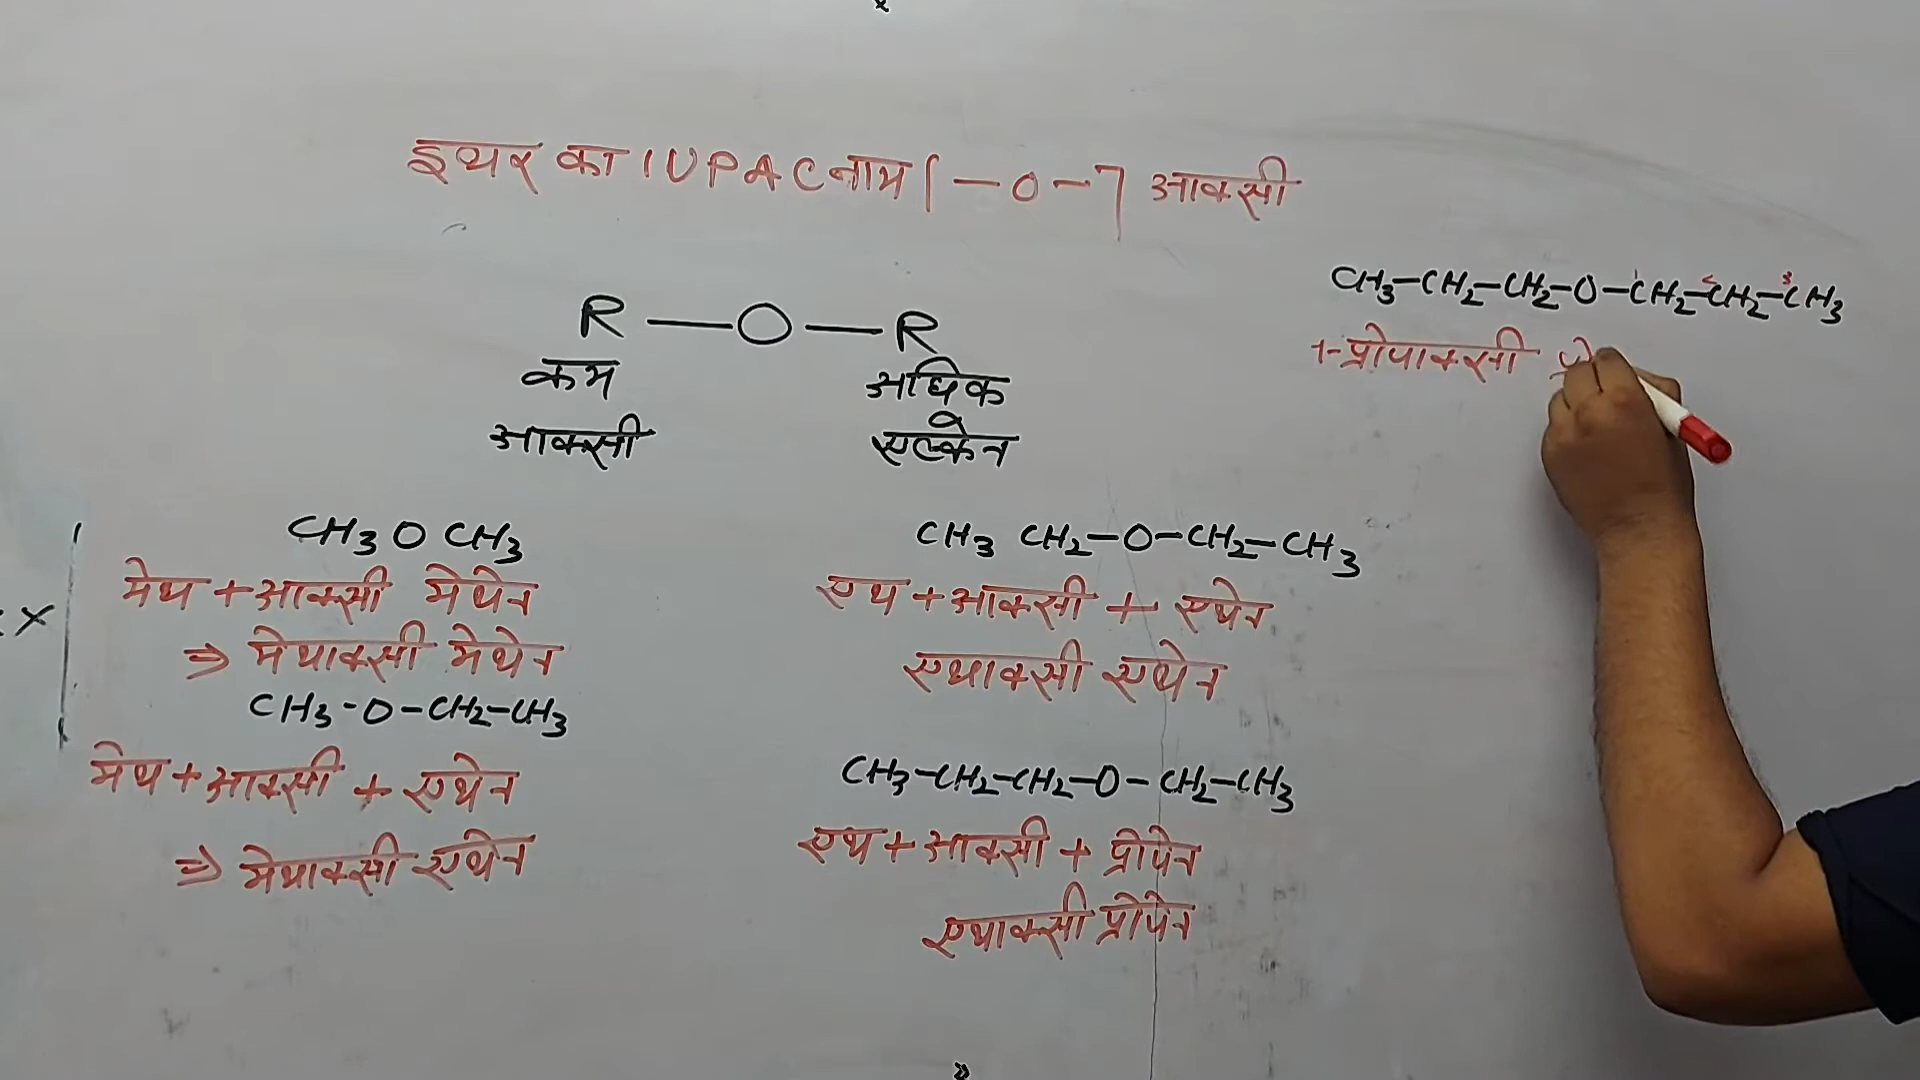 इथर का IUPAC नाम [-O-] आक्सी
R — O — R
कम अधिक
आक्सी एल्केन
CH3 O CH3
मेथ + आक्सी मेथेन
⇒ मेथाक्सी मेथेन
CH3-O-CH2-CH3
मेथ + आक्सी + एथेन
⇒ मेथाक्सी एथेन
CH3 CH2-O-CH2-CH3
एथ + आक्सी + एथेन
एथाक्सी एथेन
CH3-CH2-CH2-O-CH2-CH3
एथ + आक्सी + प्रोपेन
एथाक्सी प्रोपेन
CH3-CH2-CH2-O-CH2-CH2-CH3
1-प्रोपाक्सी